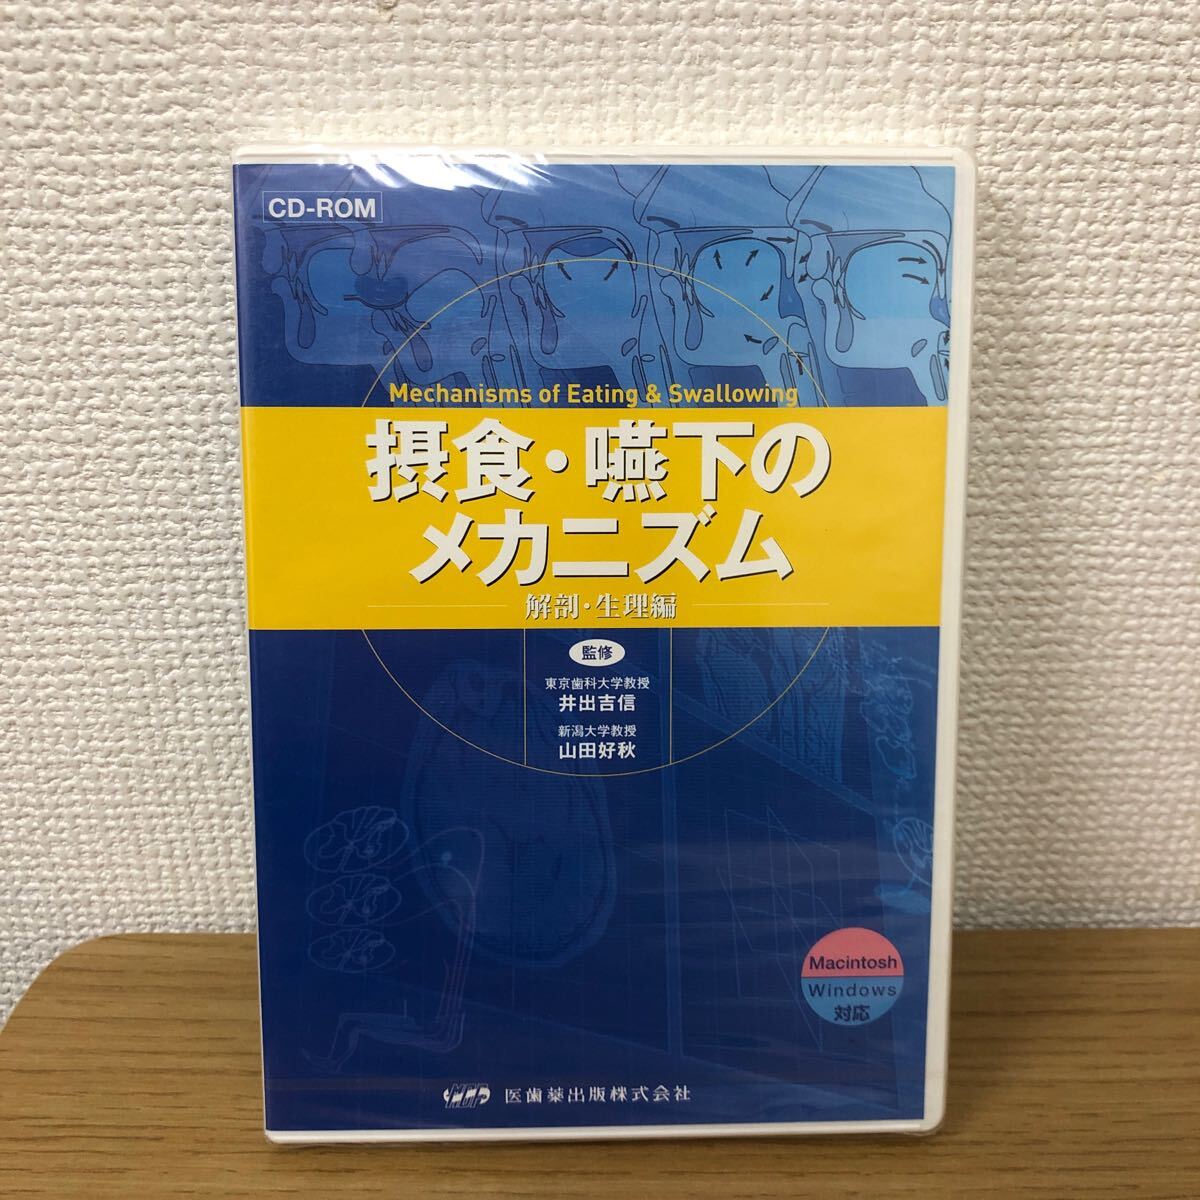 CD-ROM
Mechanisms of Eating & Swallowing
摂食・嚥下の
メカニズム
解剖・生理編
監修
東京歯科大学教授
井出吉信
新潟大学教授
山田好秋
Macintosh
Windows
対応
医歯薬出版株式会社